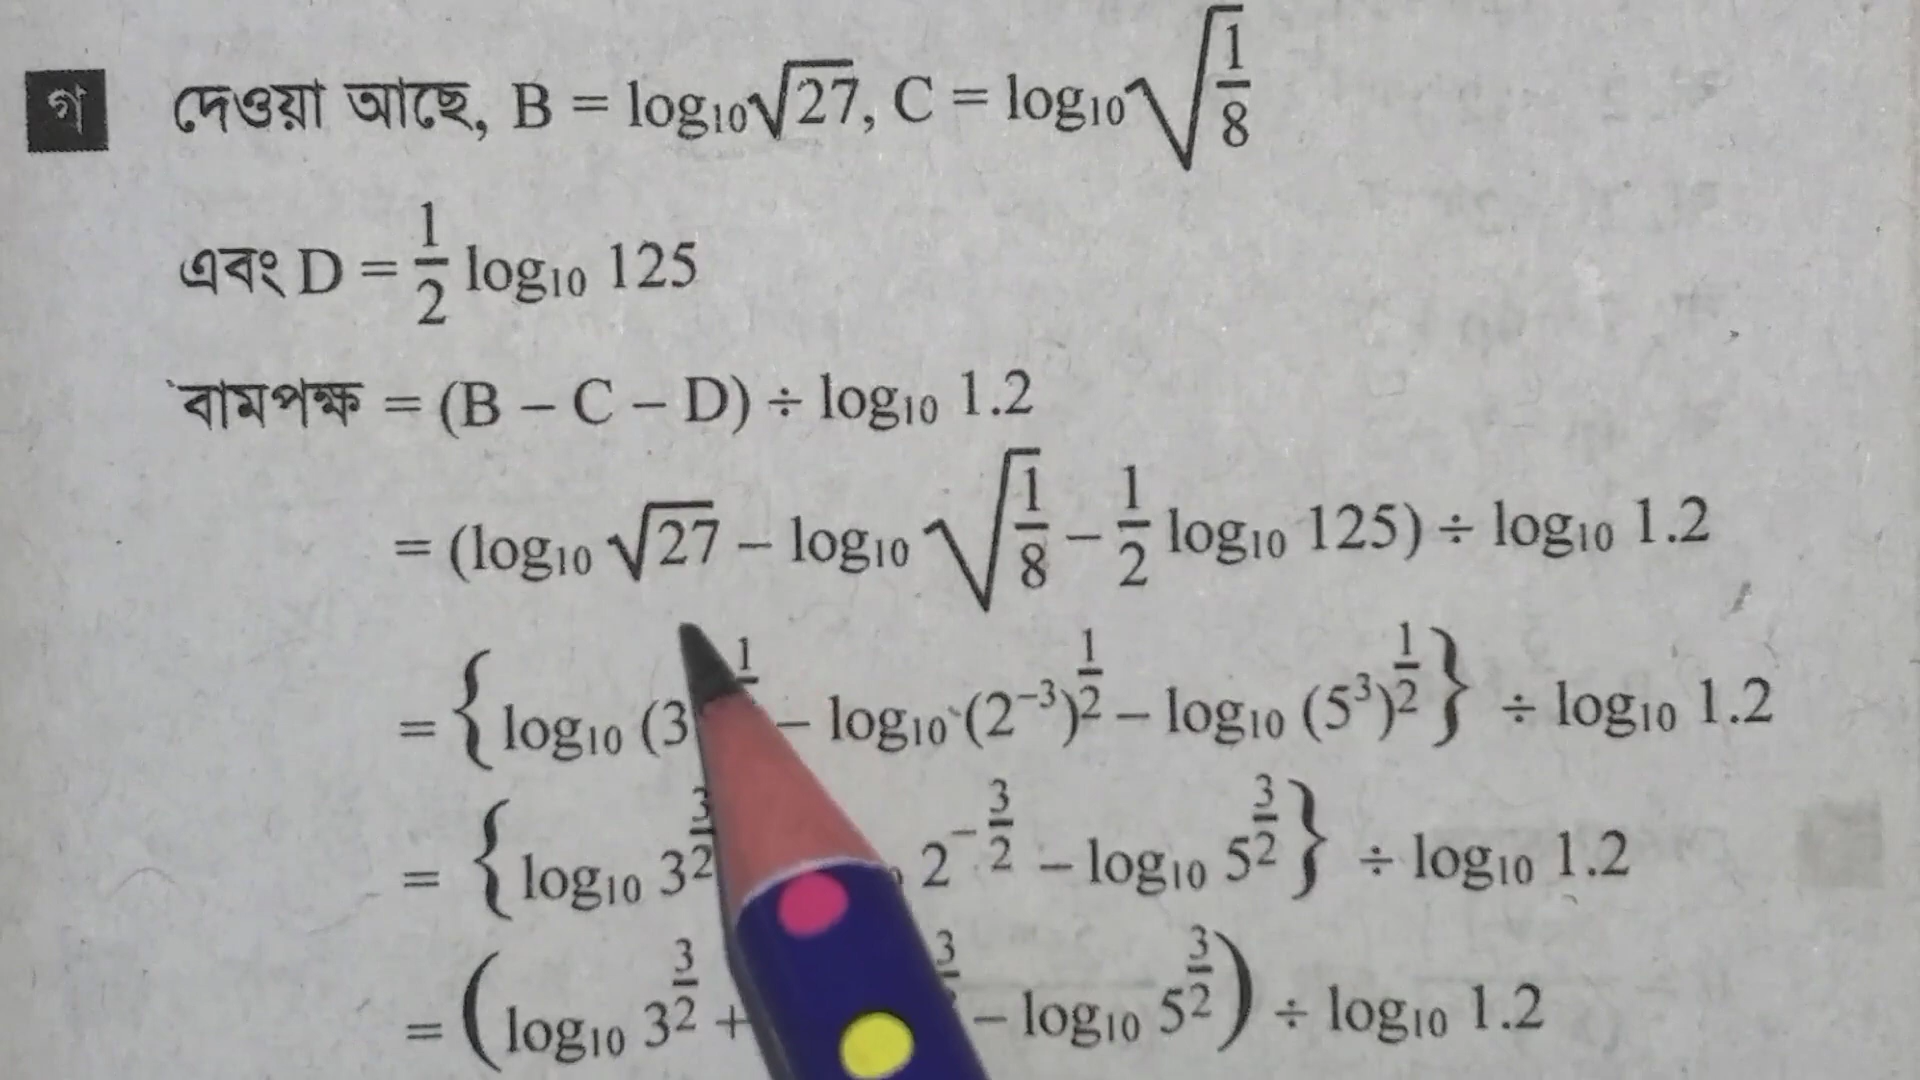 গ দেওয়া আছে, B = log₁₀√27, C = log₁₀√(1/8)
এবং D = 1/2 log₁₀ 125
বামপক্ষ = (B – C – D) ÷ log₁₀ 1.2
= (log₁₀ √27 – log₁₀ √(1/8) – 1/2 log₁₀ 125) ÷ log₁₀ 1.2
= {log₁₀ (3 – log₁₀ (2⁻³)^(1/2) – log₁₀ (5³)^(1/2)} ÷ log₁₀ 1.2
= {log₁₀ 3^(3/2) 2^(–3/2) – log₁₀ 5^(3/2)} ÷ log₁₀ 1.2
= (log₁₀ 3^(3/2) + – log₁₀ 5^(3/2)) ÷ log₁₀ 1.2